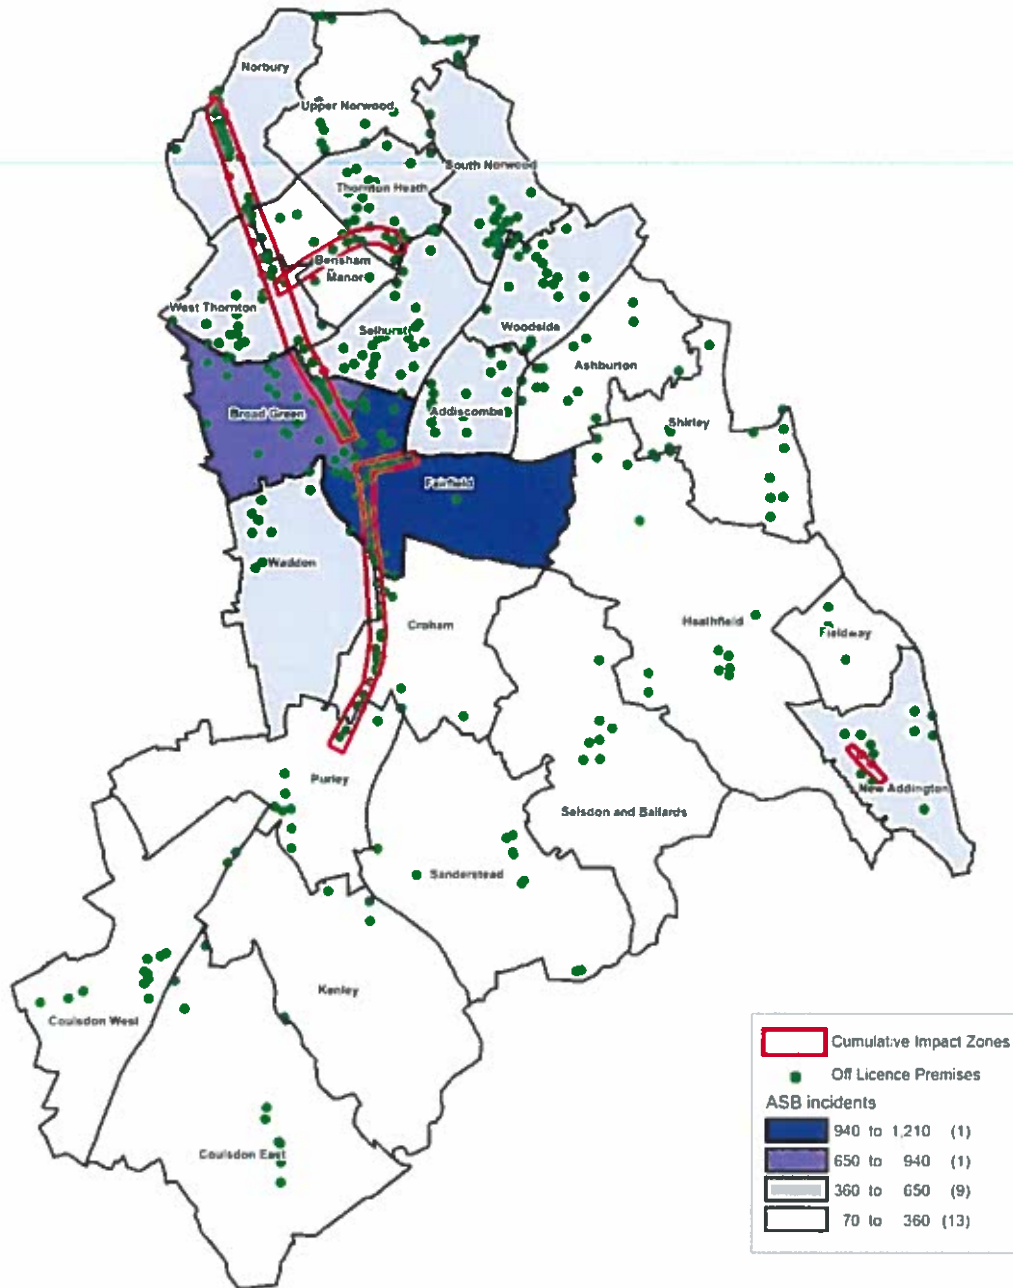 Norbury
Upper Norwood
South Norwood
Thornton Heath
Bensham
Manor
West Thornton
Selhurst
Woodside
Ashburton
Broad Green
Addiscombe
Shirley
Fairfield
Waddon
Croham
Heathfield
Fieldway
Purley
New Addington
Selsdon and Ballards
Sanderstead
Kenley
Coulsdon West
Coulsdon East
Cumulative Impact Zones
Off Licence Premises
ASB incidents
940 to 1,210 (1)
650 to 940 (1)
360 to 650 (9)
70 to 360 (13)